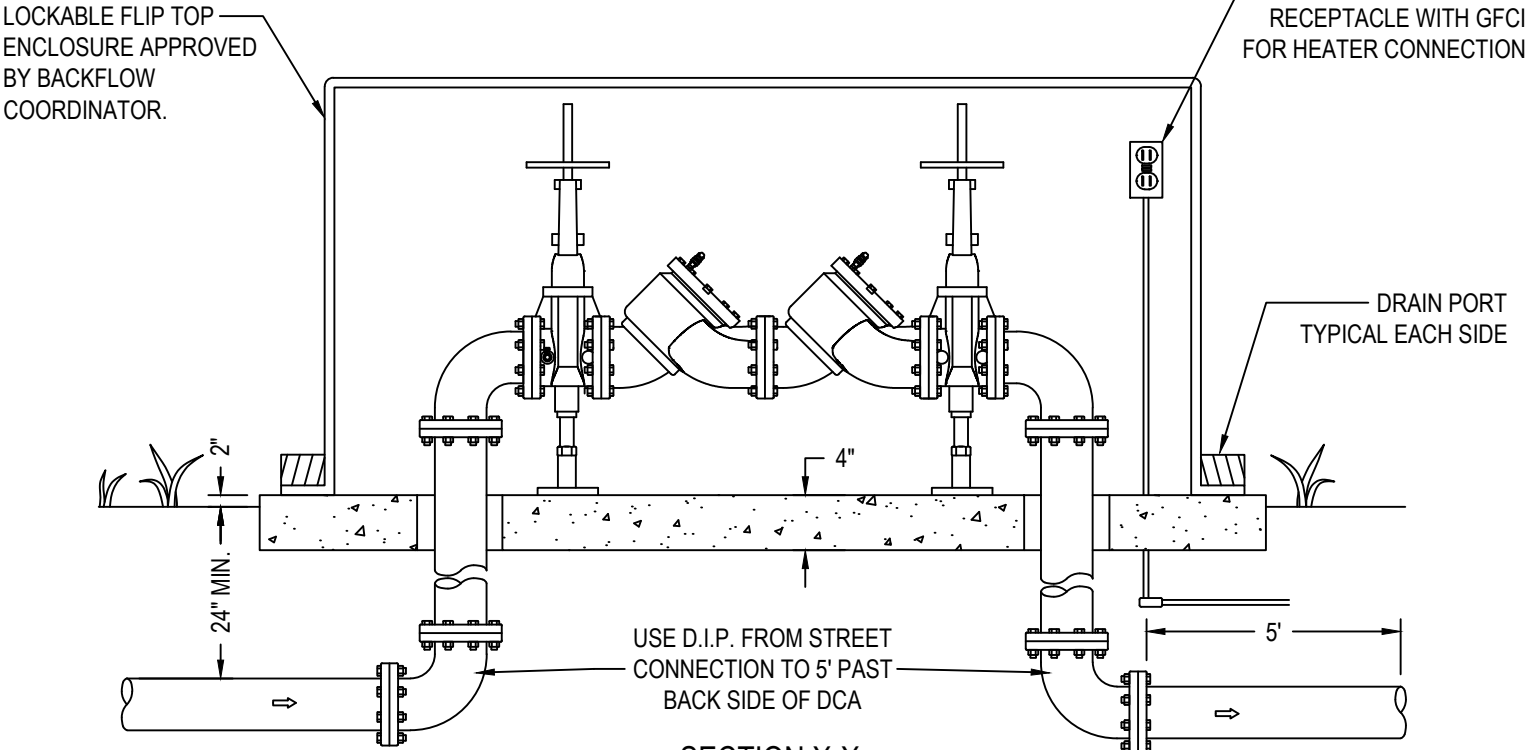 LOCKABLE FLIP TOP
ENCLOSURE APPROVED
BY BACKFLOW
COORDINATOR.
RECEPTACLE WITH GFCI
FOR HEATER CONNECTION
DRAIN PORT
TYPICAL EACH SIDE
2"
4"
24" MIN.
USE D.I.P. FROM STREET
CONNECTION TO 5' PAST
BACK SIDE OF DCA
5'